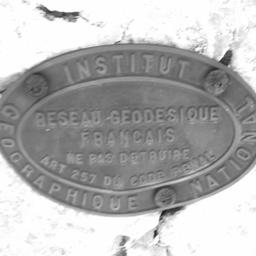 INSTITUT
GEOGRAPHIQUE NATIONAL
RESEAU-GEODESIQUE
FRANCAIS
NE PAS DETRUIRE
ART 257 DU CODE PENAL